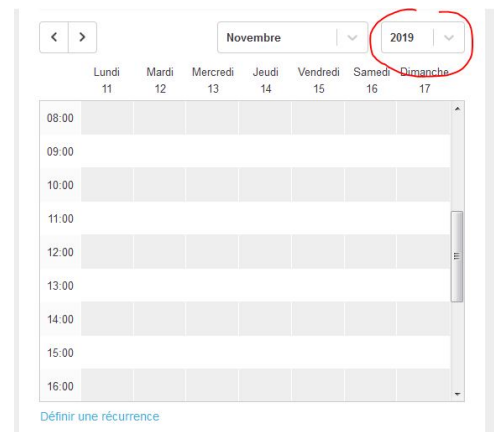 Novembre 2019
Lundi Mardi Mercredi Jeudi Vendredi Samedi Dimanche
11 12 13 14 15 16 17
08:00
09:00
10:00
11:00
12:00
13:00
14:00
15:00
16:00
Définir une récurrence